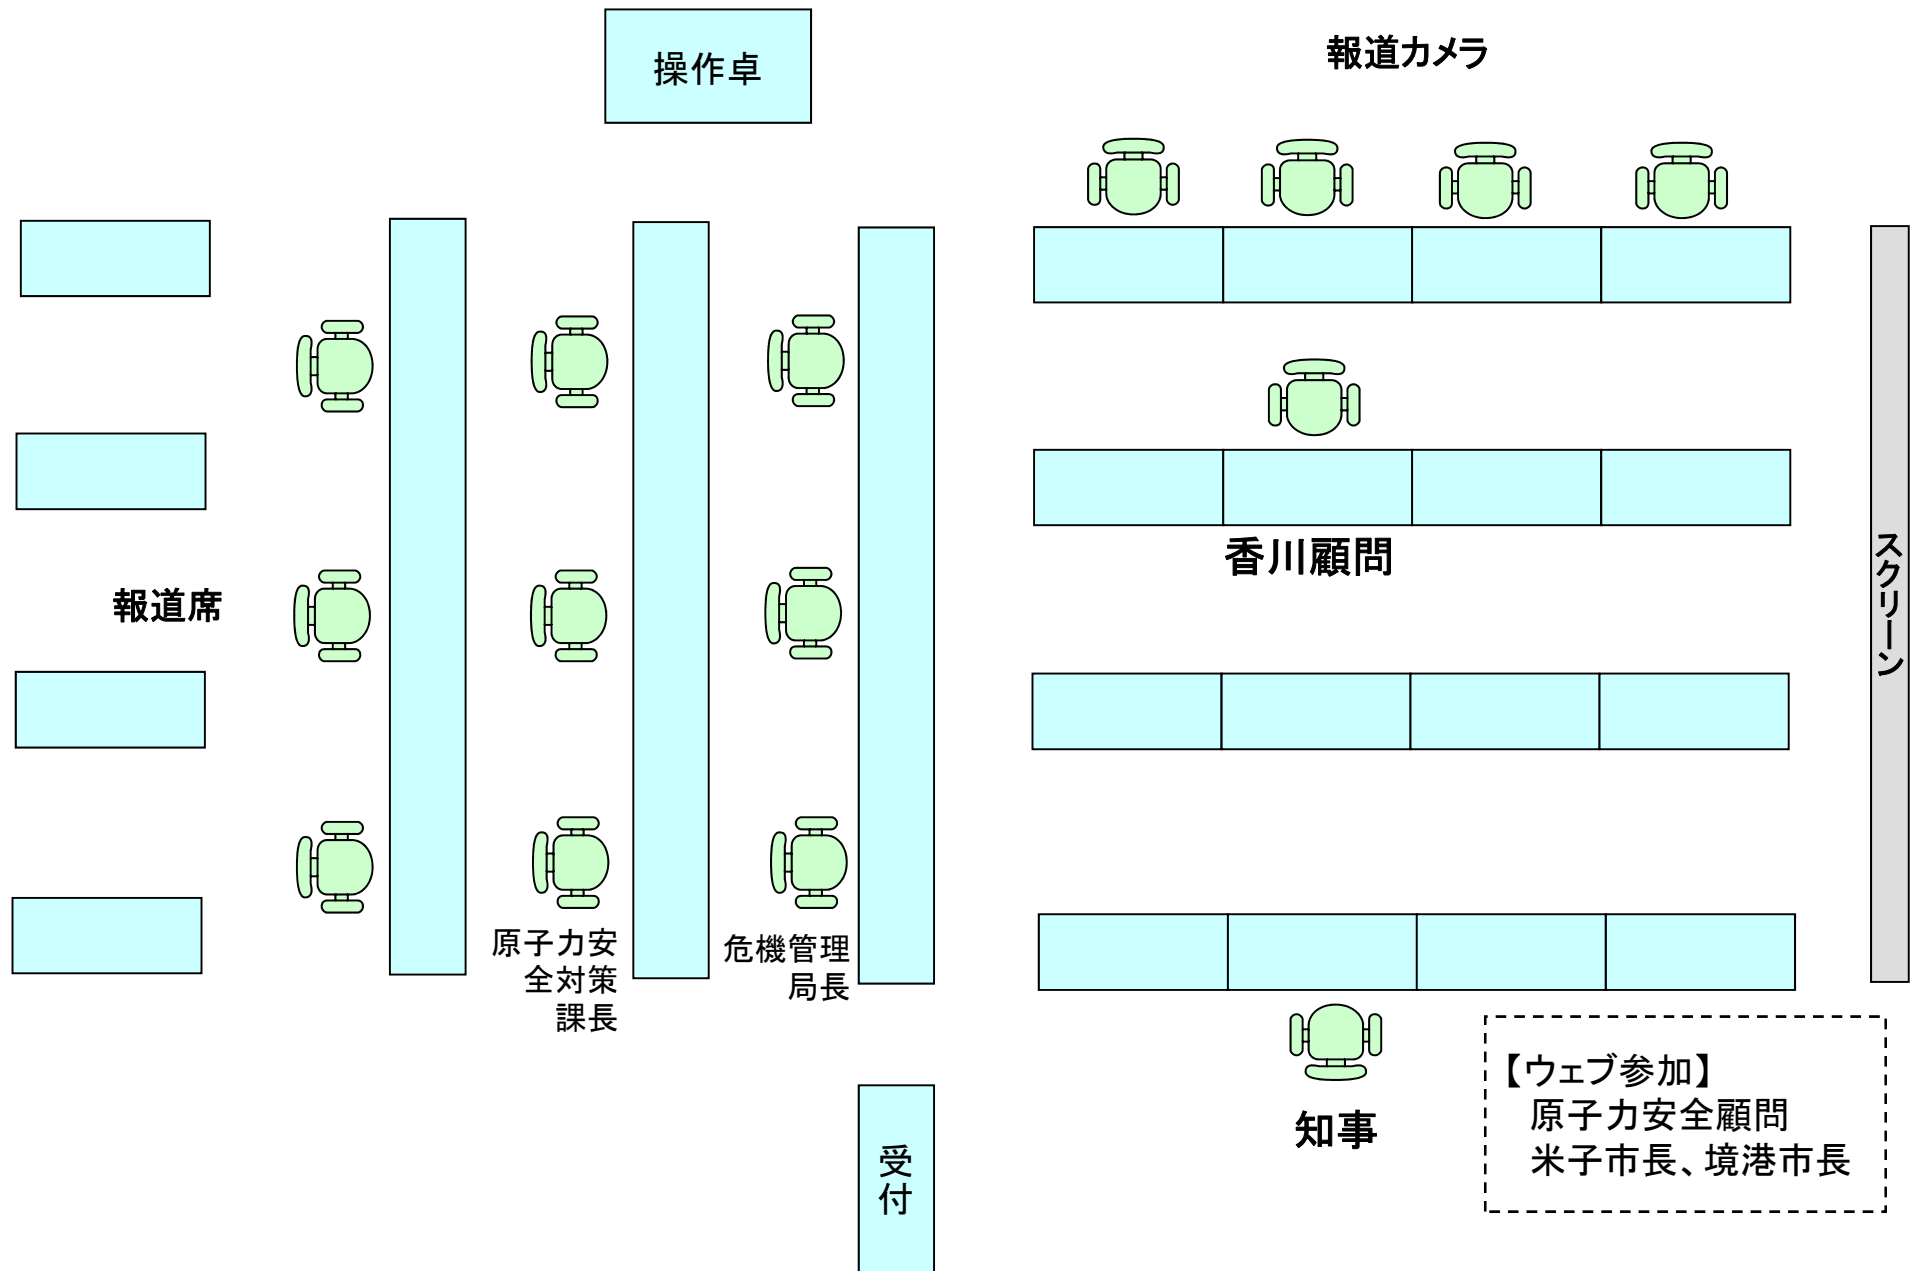 操作卓
報道カメラ
香川顧問
スクリーン
報道席
原子力安
全対策
課長
危機管理
局長
知事
【ウェブ参加】
原子力安全顧問
米子市長、境港市長
受付